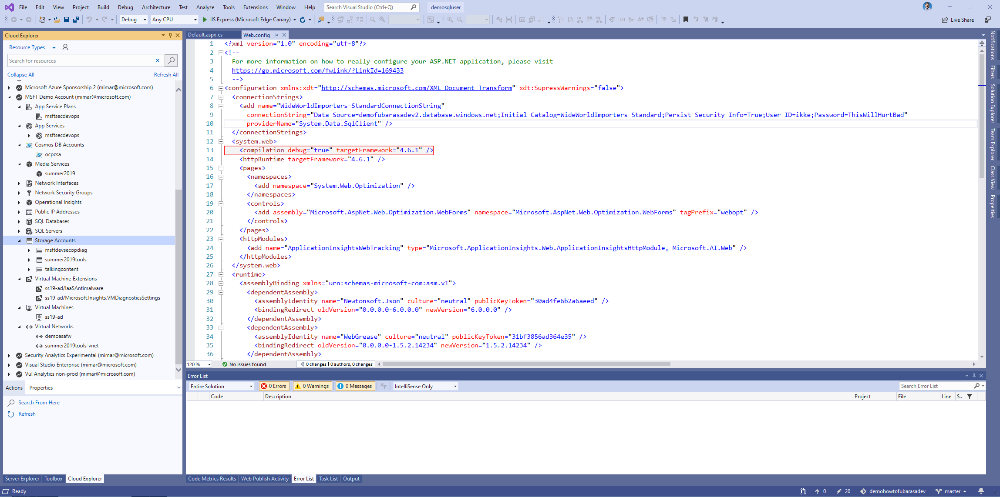 File Edit View Project Build Debug Architecture Test Analyze Tools Extensions Window Help Search Visual Studio (Ctrl+Q) demosqluser
Debug Any CPU IIS Express (Microsoft Edge Canary) Live Share
Cloud Explorer
Resource Types
Search for resources
Collapse All Refresh All
Microsoft Azure Sponsorship 2 (mimar@microsoft.com)
MSFT Demo Account (mimar@microsoft.com)
App Service Plans
msftsecdevops
App Services
msftsecdevops
Cosmos DB Accounts
ocpcsa
Media Services
summer2019
Network Interfaces
Network Security Groups
Operational Insights
Public IP Addresses
SQL Databases
SQL Servers
Storage Accounts
msftdevsecopdiag
summer2019tools
talkingcontent
Virtual Machine Extensions
ss19-ad/IaaSAntimalware
ss19-ad/Microsoft.Insights.VMDiagnosticsSettings
Virtual Machines
ss19-ad
Virtual Networks
demoasafw
summer2019tools-vnet
Security Analytics Experimental (mimar@microsoft.com)
Visual Studio Enterprise (mimar@microsoft.com)
Vul Analytics non-prod (mimar@microsoft.com)
Actions Properties
Search From Here
Refresh
Server Explorer Toolbox Cloud Explorer
Default.aspx.cs Web.config
1 <?xml version="1.0" encoding="utf-8"?>
2 <!--
3 For more information on how to really configure your ASP.NET application, please visit
4 https://go.microsoft.com/fwlink/?LinkId=169433
5 -->
6 <configuration xmlns:xdt="http://schemas.microsoft.com/XML-Document-Transform" xdt:SupressWarnings="false">
7 <connectionStrings>
8 <add name="WideWorldImporters-StandardConnectionString"
9 connectionString="Data Source=demofubarasadev2.database.windows.net;Initial Catalog=WideWorldImporters-Standard;Persist Security Info=True;User ID=ikke;Password=ThisWillHurtBad"
10 providerName="System.Data.SqlClient" />
11 </connectionStrings>
12 <system.web>
13 <compilation debug="true" targetFramework="4.6.1" />
14 <httpRuntime targetFramework="4.6.1" />
15 <pages>
16 <namespaces>
17 <add namespace="System.Web.Optimization" />
18 </namespaces>
19 <controls>
20 <add assembly="Microsoft.AspNet.Web.Optimization.WebForms" namespace="Microsoft.AspNet.Web.Optimization.WebForms" tagPrefix="webopt" />
21 </controls>
22 </pages>
23 <httpModules>
24 <add name="ApplicationInsightsWebTracking" type="Microsoft.ApplicationInsights.Web.ApplicationInsightsHttpModule, Microsoft.AI.Web" />
25 </httpModules>
26 </system.web>
27 <runtime>
28 <assemblyBinding xmlns="urn:schemas-microsoft-com:asm.v1">
29 <dependentAssembly>
30 <assemblyIdentity name="Newtonsoft.Json" culture="neutral" publicKeyToken="30ad4fe6b2a6aeed" />
31 <bindingRedirect oldVersion="0.0.0.0-6.0.0.0" newVersion="6.0.0.0" />
32 </dependentAssembly>
33 <dependentAssembly>
34 <assemblyIdentity name="WebGrease" culture="neutral" publicKeyToken="31bf3856ad364e35" />
35 <bindingRedirect oldVersion="0.0.0.0-1.5.2.14234" newVersion="1.5.2.14234" />
36 </dependentAssembly>
120 % No issues found 0 changes | 0 authors, 0 changes
Error List
Entire Solution 0 Errors 0 Warnings 0 Messages IntelliSense Only Search Error List
Code Description Project File Line S..
Code Metrics Results Web Publish Activity Error List Task List Output
Notifications
Filters
Solution Explorer
Team Explorer
Class View
Properties
Ready 0 20 demohowtofubarasadev master